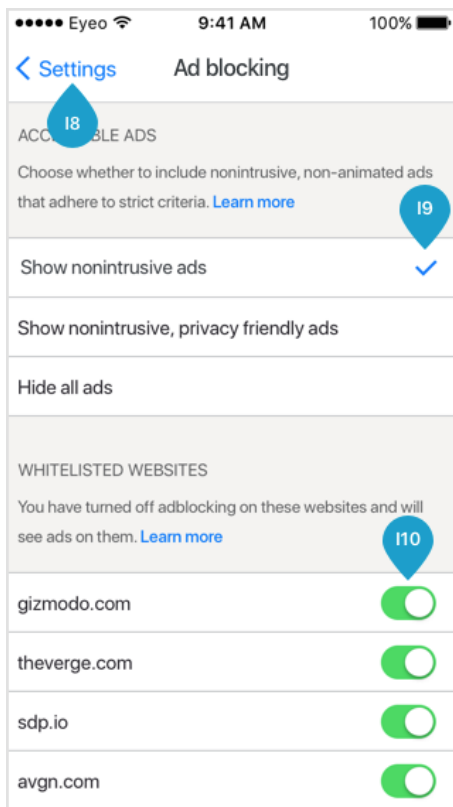 Eyeo 9:41 AM 100%
Settings Ad blocking
I8
ADS
Choose whether to include nonintrusive, non-animated ads
that adhere to strict criteria. Learn more
I9
Show nonintrusive ads
Show nonintrusive, privacy friendly ads
Hide all ads
WHITELISTED WEBSITES
You have turned off adblocking on these websites and will
see ads on them. Learn more
I10
gizmodo.com
theverge.com
sdp.io
avgn.com